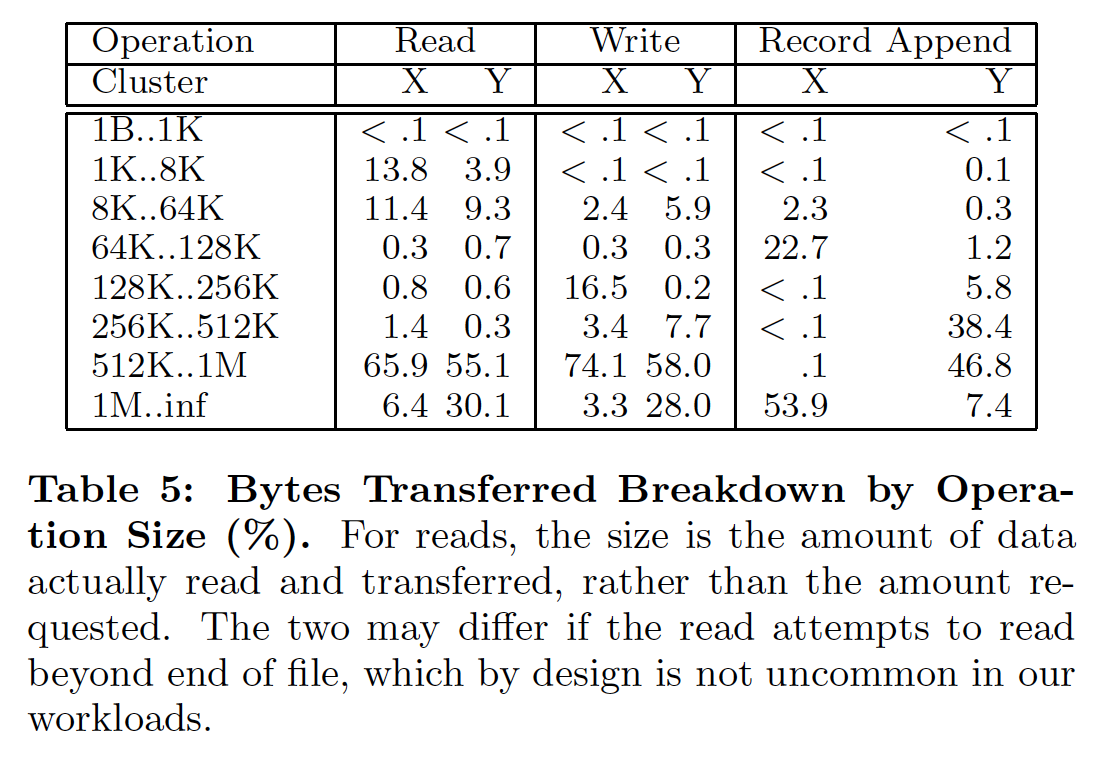 Operation Read Write Record Append
Cluster X Y X Y X Y
1B..1K < .1 < .1 < .1 < .1 < .1 < .1
1K..8K 13.8 3.9 < .1 < .1 < .1 0.1
8K..64K 11.4 9.3 2.4 5.9 2.3 0.3
64K..128K 0.3 0.7 0.3 0.3 22.7 1.2
128K..256K 0.8 0.6 16.5 0.2 < .1 5.8
256K..512K 1.4 0.3 3.4 7.7 < .1 38.4
512K..1M 65.9 55.1 74.1 58.0 .1 46.8
1M..inf 6.4 30.1 3.3 28.0 53.9 7.4
Table 5: Bytes Transferred Breakdown by Opera-
tion Size (%). For reads, the size is the amount of data
actually read and transferred, rather than the amount re-
quested. The two may differ if the read attempts to read
beyond end of file, which by design is not uncommon in our
workloads.